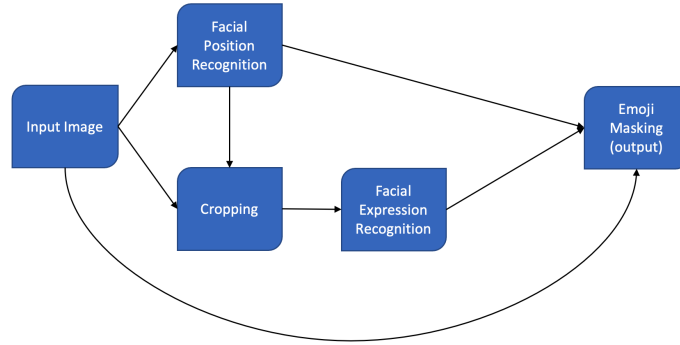 Facial
Position
Recognition
Input Image
Emoji
Masking
(output)
Cropping
Facial
Expression
Recognition